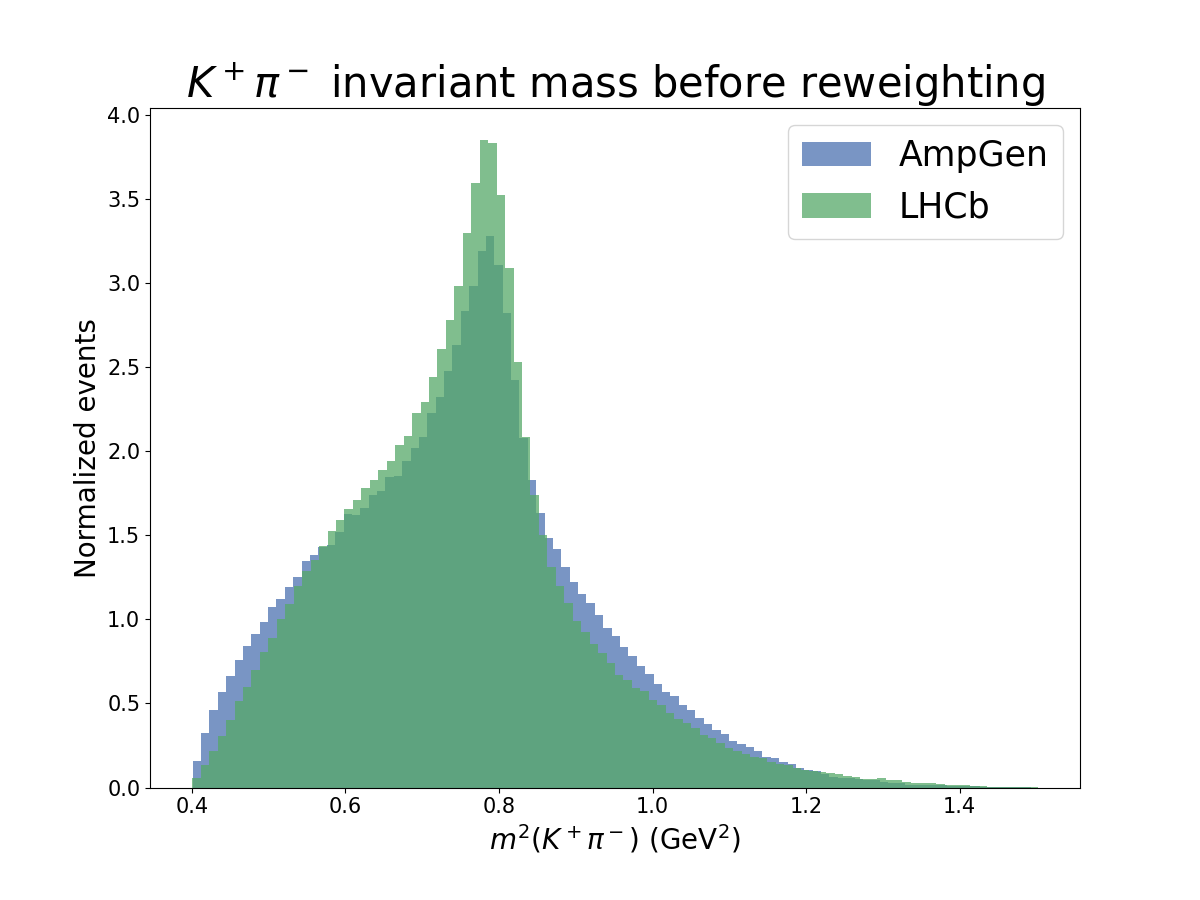 K⁺π⁻ invariant mass before reweighting
AmpGen
LHCb
Normalized events
4.0
3.5
3.0
2.5
2.0
1.5
1.0
0.5
0.0
0.4 0.6 0.8 1.0 1.2 1.4
m²(K⁺π⁻) (GeV²)